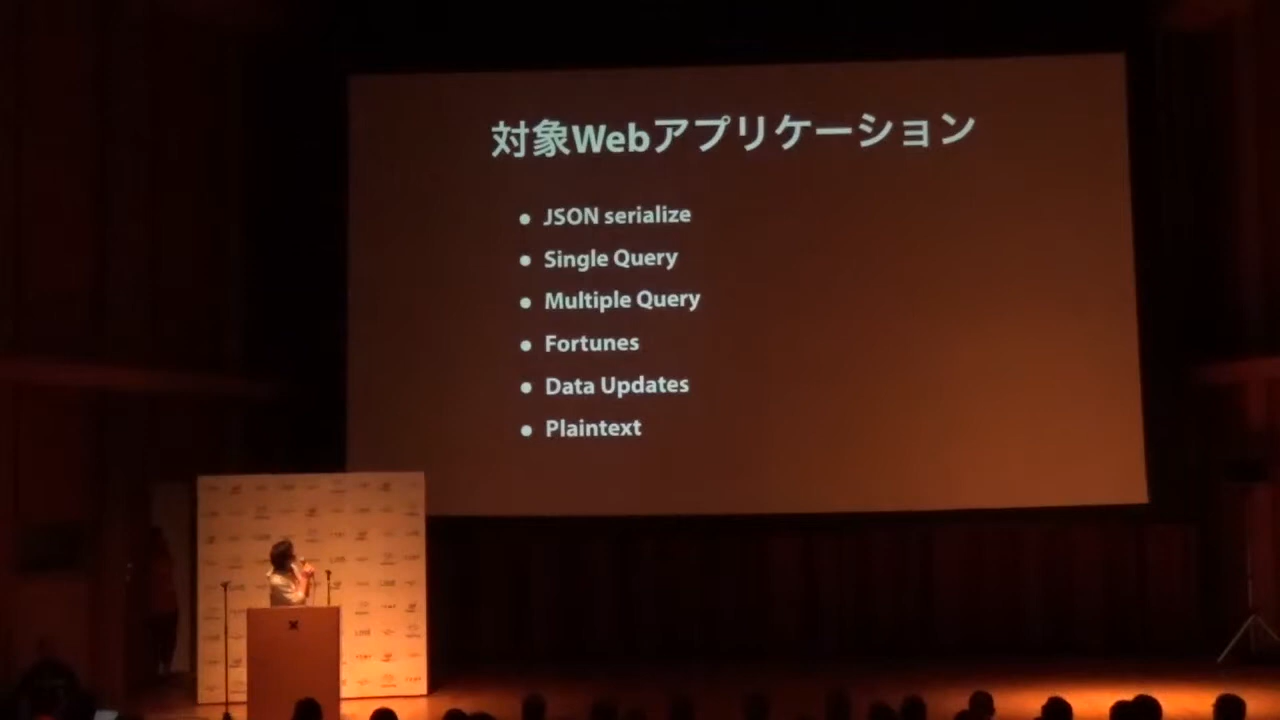 対象Webアプリケーション
● JSON serialize
● Single Query
● Multiple Query
● Fortunes
● Data Updates
● Plaintext